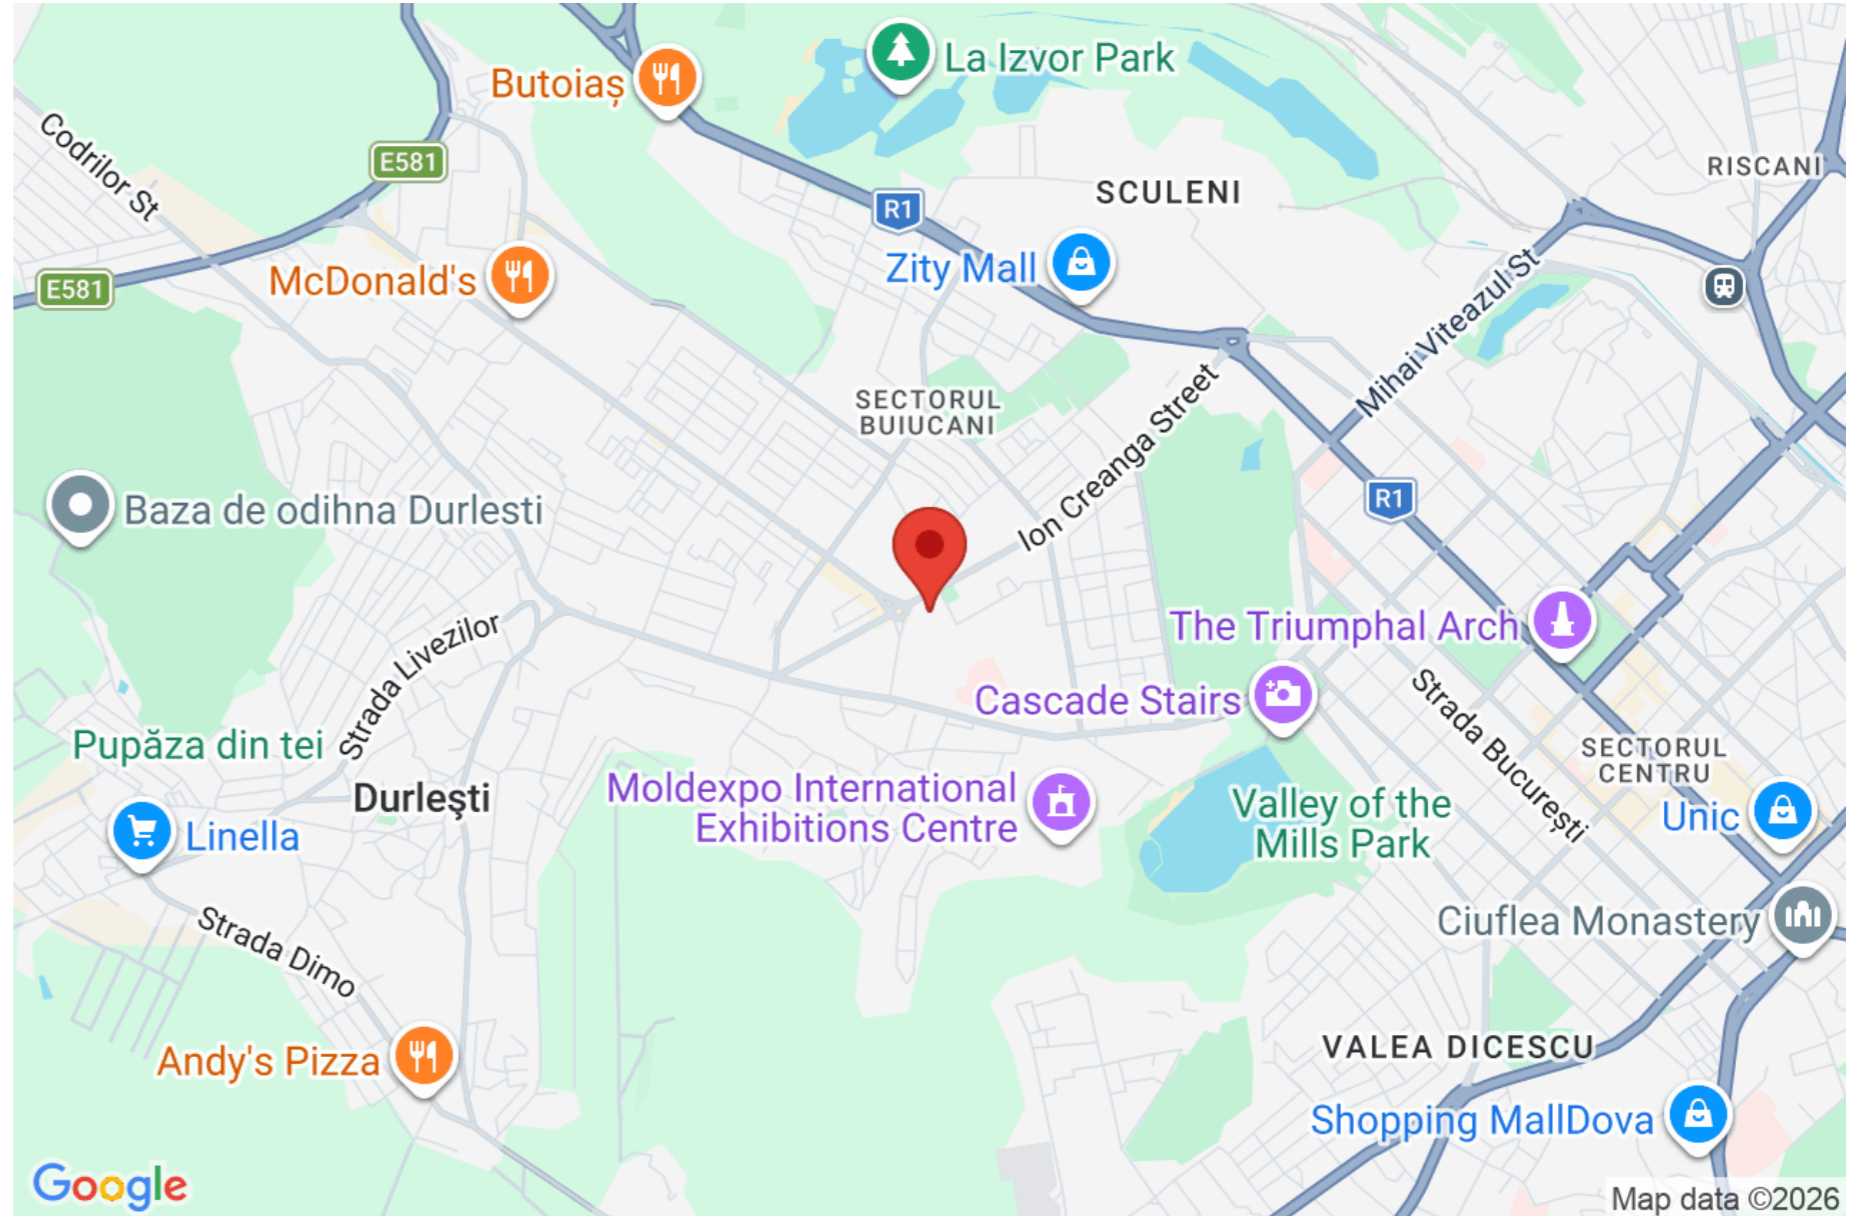 La Izvor Park
Butoiaș
Codrilor St
E581
RISCANI
SCULENI
R1
Zity Mall
McDonald's
E581
Mihai Viteazul St
SECTORUL
BUIUCANI
Ion Creanga Street
R1
Baza de odihna Durlesti
The Triumphal Arch
Strada Livezilor
Cascade Stairs
Strada București
Pupăza din tei
SECTORUL
CENTRU
Durleşti
Moldexpo International
Exhibitions Centre
Valley of the
Mills Park
Unic
Linella
Ciuflea Monastery
Strada Dimo
VALEA DICESCU
Andy's Pizza
Shopping MallDova
Google
Map data ©2026